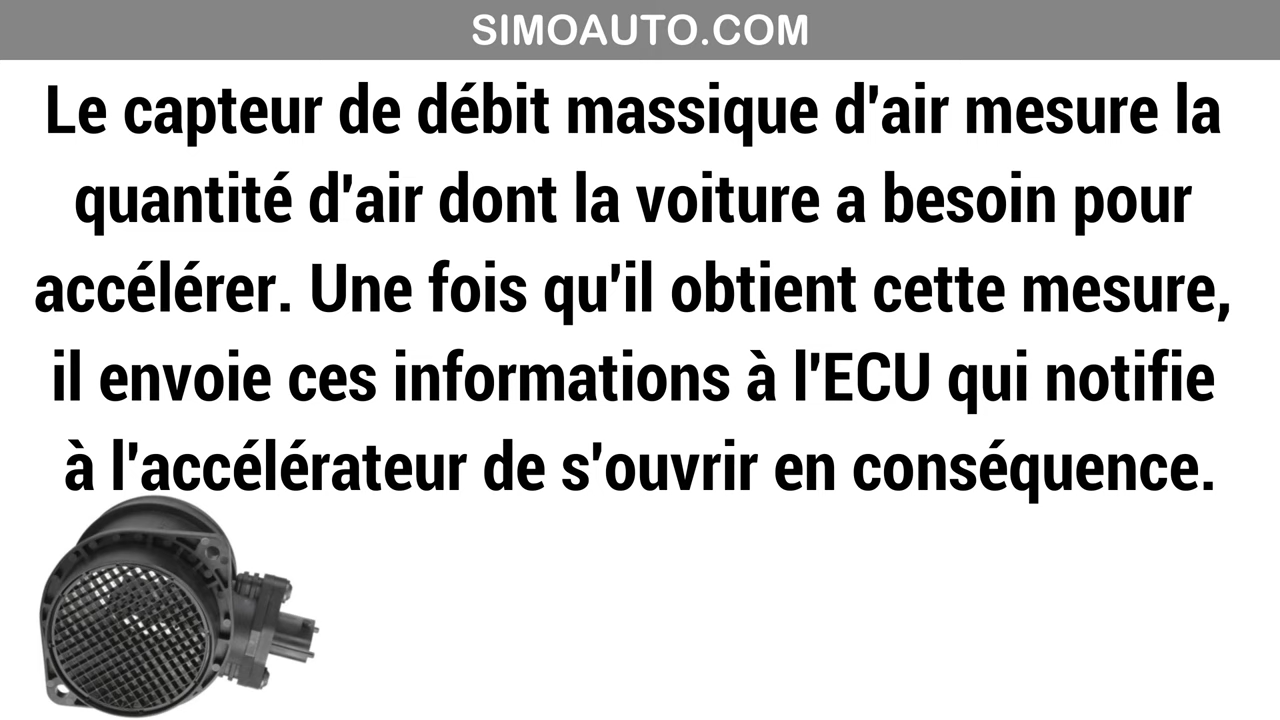 SIMOAUTO.COM
Le capteur de débit massique d'air mesure la
quantité d'air dont la voiture a besoin pour
accélérer. Une fois qu'il obtient cette mesure,
il envoie ces informations à l'ECU qui notifie
à l'accélérateur de s'ouvrir en conséquence.